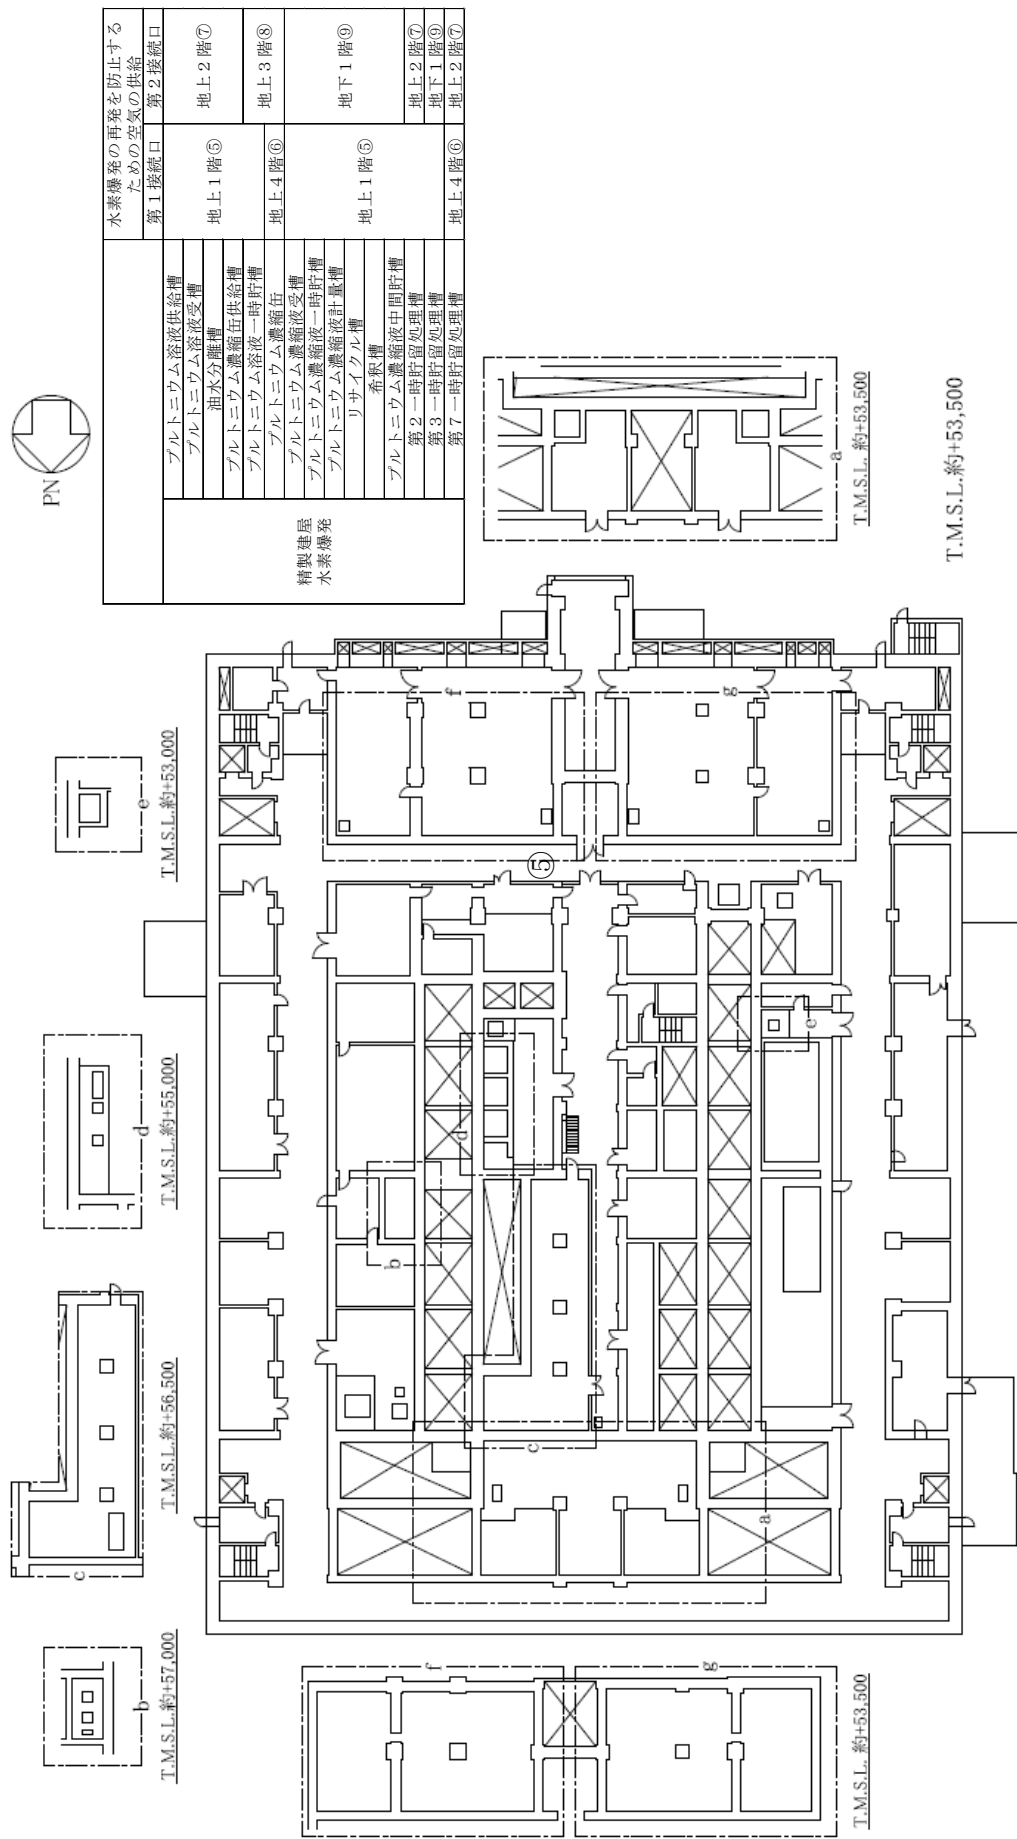 PN
水素爆発の再発を防止する
ための空気の供給
第1接続口
第2接続口
精製建屋
水素爆発
プルトニウム溶液供給槽
プルトニウム溶液受槽
油水分離槽
プルトニウム濃縮缶供給槽
プルトニウム溶液一時貯槽
プルトニウム濃縮缶
プルトニウム濃縮液受槽
プルトニウム濃縮液一時貯槽
プルトニウム濃縮液計量槽
リサイクル槽
希釈槽
プルトニウム濃縮液中間貯槽
第2一時貯留処理槽
第3一時貯留処理槽
第7一時貯留処理槽
地上1階⑤
地上4階⑥
地上1階⑤
地上4階⑥
地上2階⑦
地上3階⑧
地下1階⑨
地上2階⑦
地下1階⑨
地上2階⑦
b
T.M.S.L.約+57,000
c
T.M.S.L.約+56,500
d
T.M.S.L.約+55,000
e
T.M.S.L.約+53,000
f
g
T.M.S.L. 約+53,500
a
b
c
d
e
f
g
⑤
a
T.M.S.L. 約+53,500
T.M.S.L.約+53,500